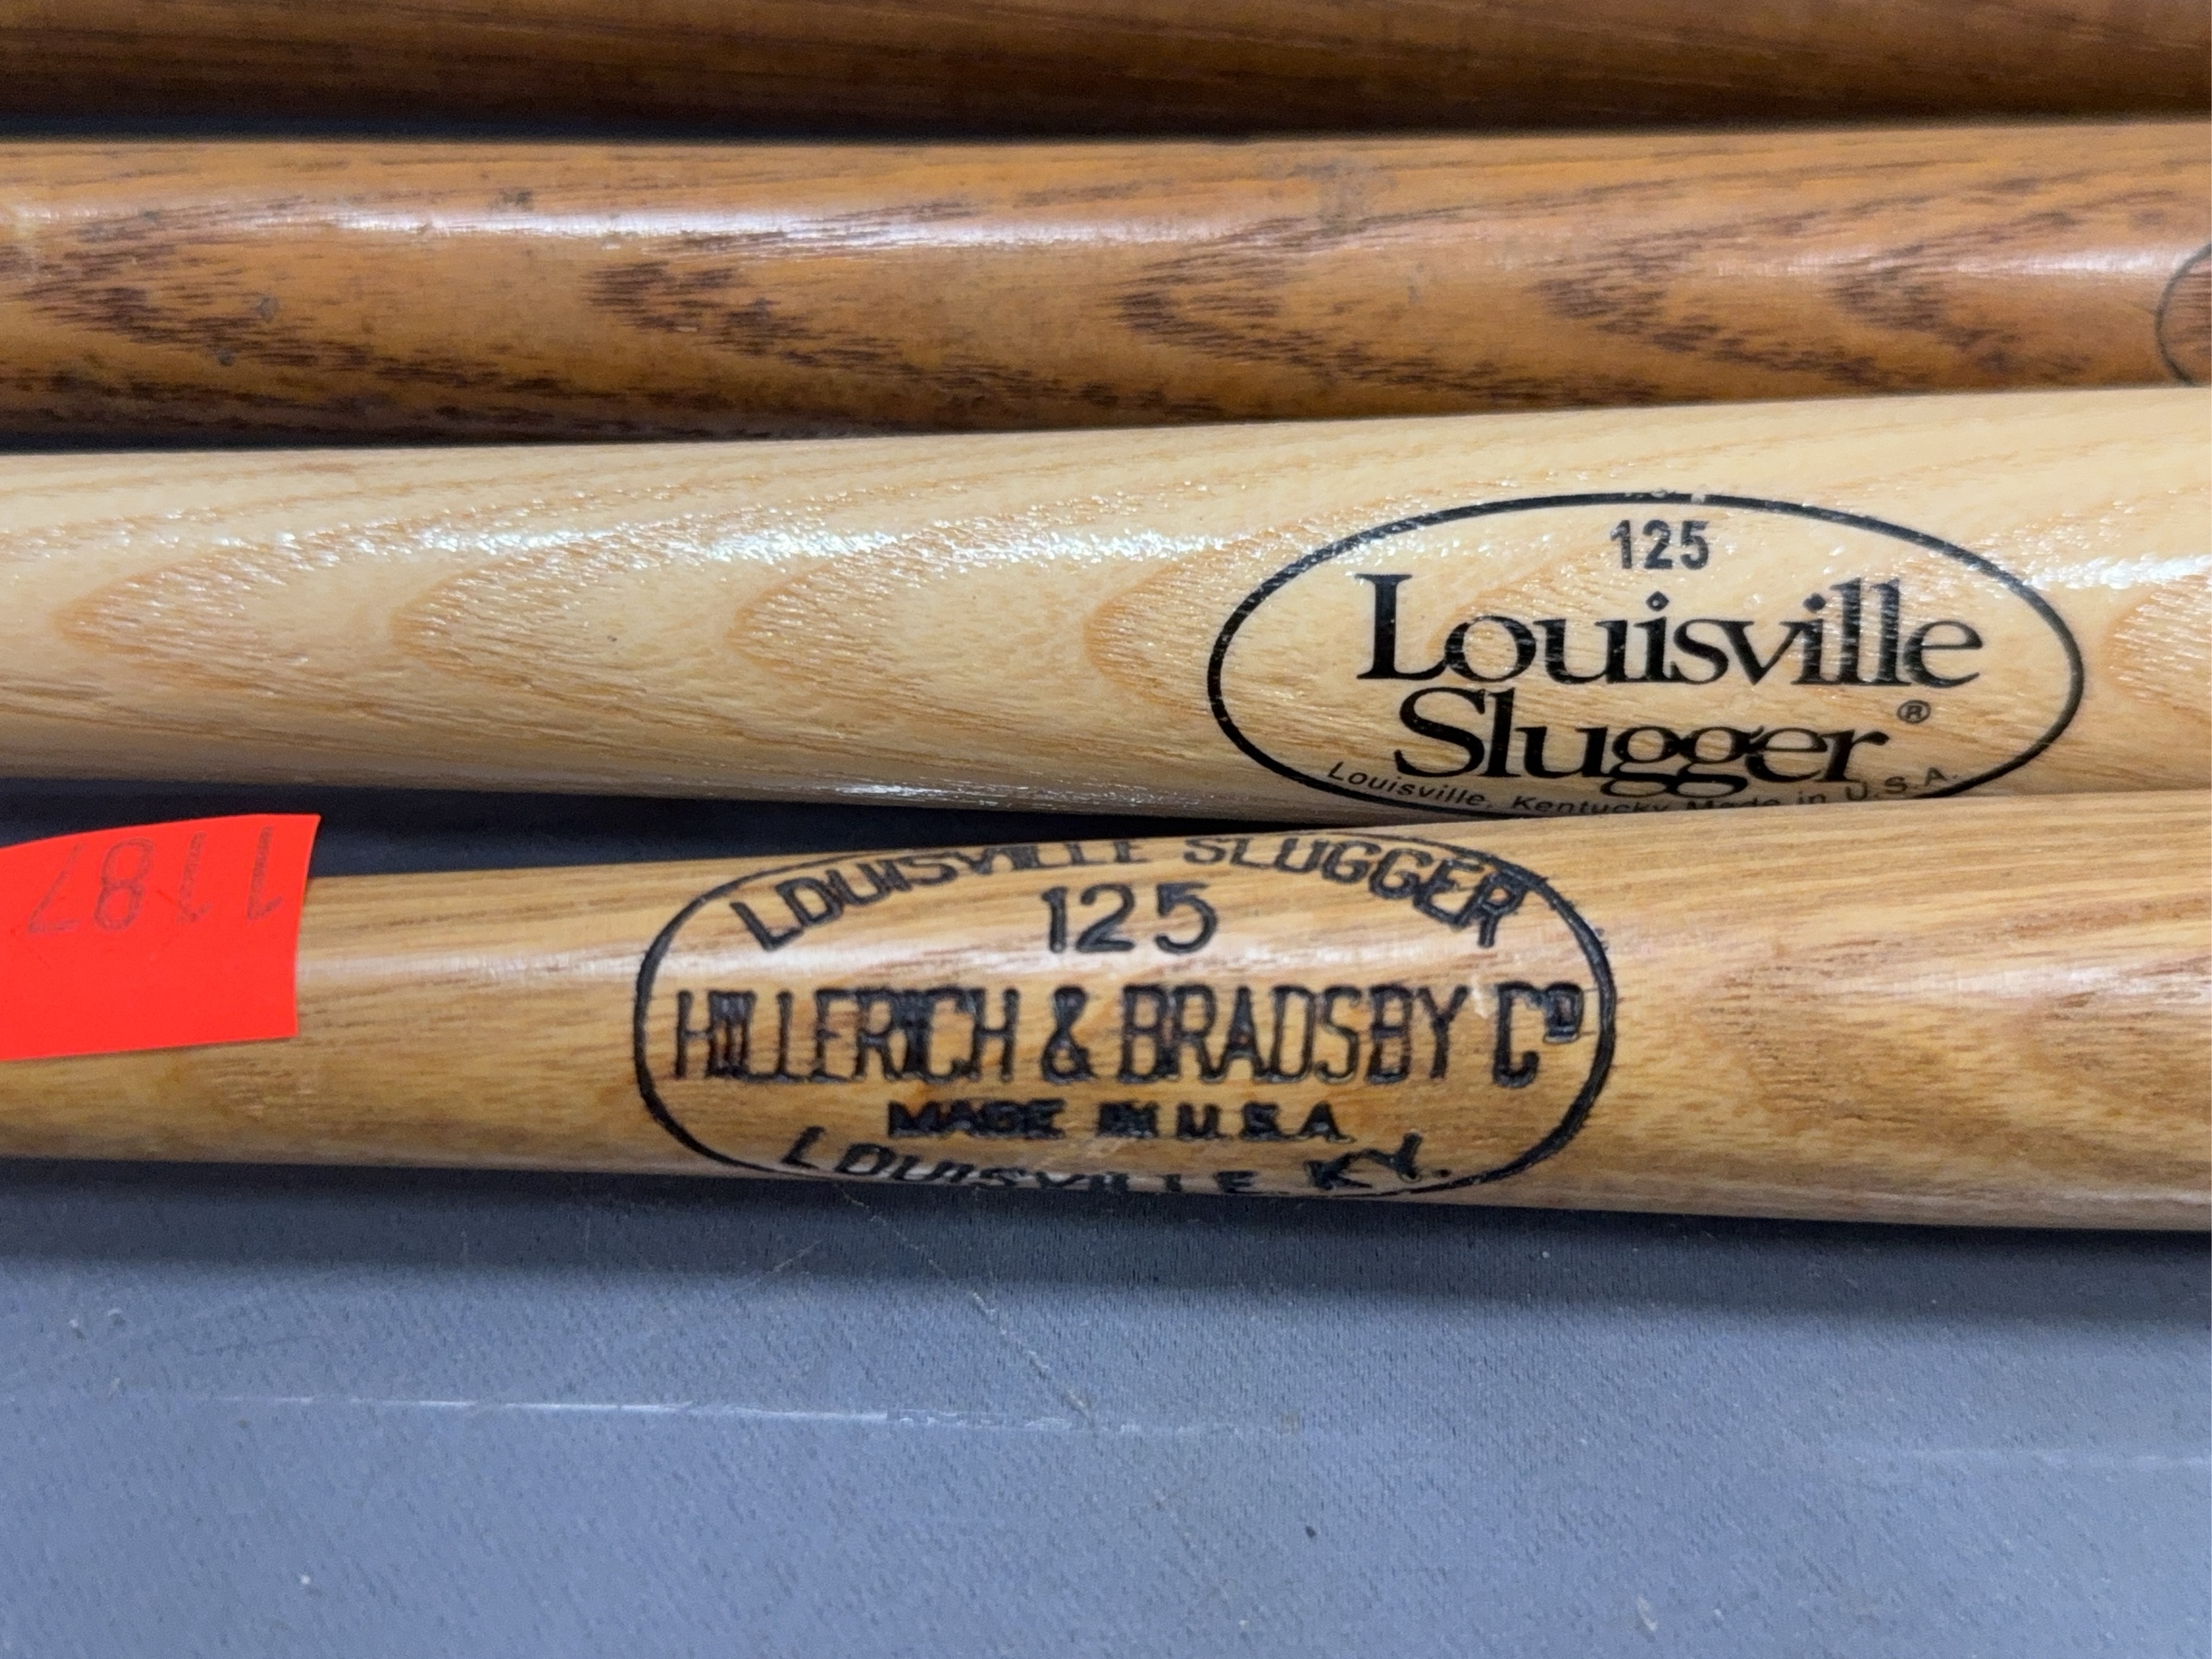 125
Louisville
Slugger®
Louisville, Kentucky Made in U.S.A.
1187
LOUISVILLE SLUGGER
125
HILLERICH & BRADSBY Cº
MADE IN U.S.A
LOUISVILLE. KY.